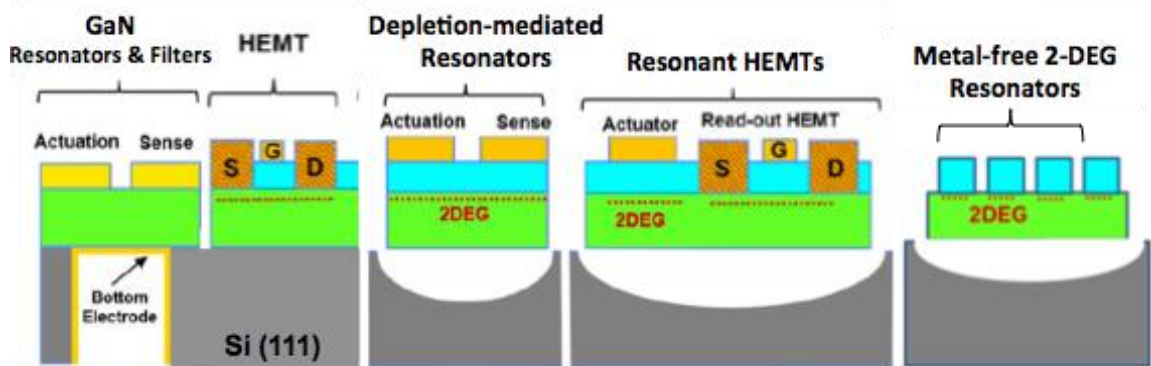 GaN
Resonators & Filters
HEMT
Depletion-mediated
Resonators
Resonant HEMTs
Metal-free 2-DEG
Resonators
Actuation
Sense
S
G
D
Actuation
Sense
2DEG
Actuator
Read-out HEMT
S
G
D
2DEG
2DEG
Bottom
Electrode
Si (111)